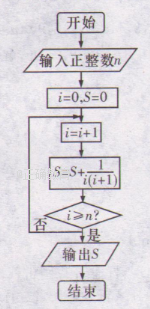 开始
输入正整数n
i=0,S=0
i=i+1
S=S+1/i(i+1)
i≥n?
否
是
输出S
结束